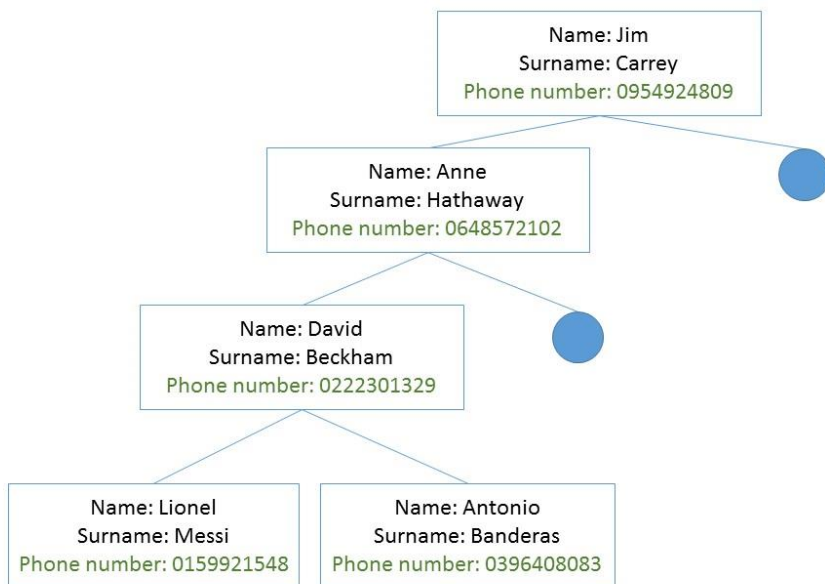 Name: Jim
Surname: Carrey
Phone number: 0954924809
Name: Anne
Surname: Hathaway
Phone number: 0648572102
Name: David
Surname: Beckham
Phone number: 0222301329
Name: Lionel
Surname: Messi
Phone number: 0159921548
Name: Antonio
Surname: Banderas
Phone number: 0396408083